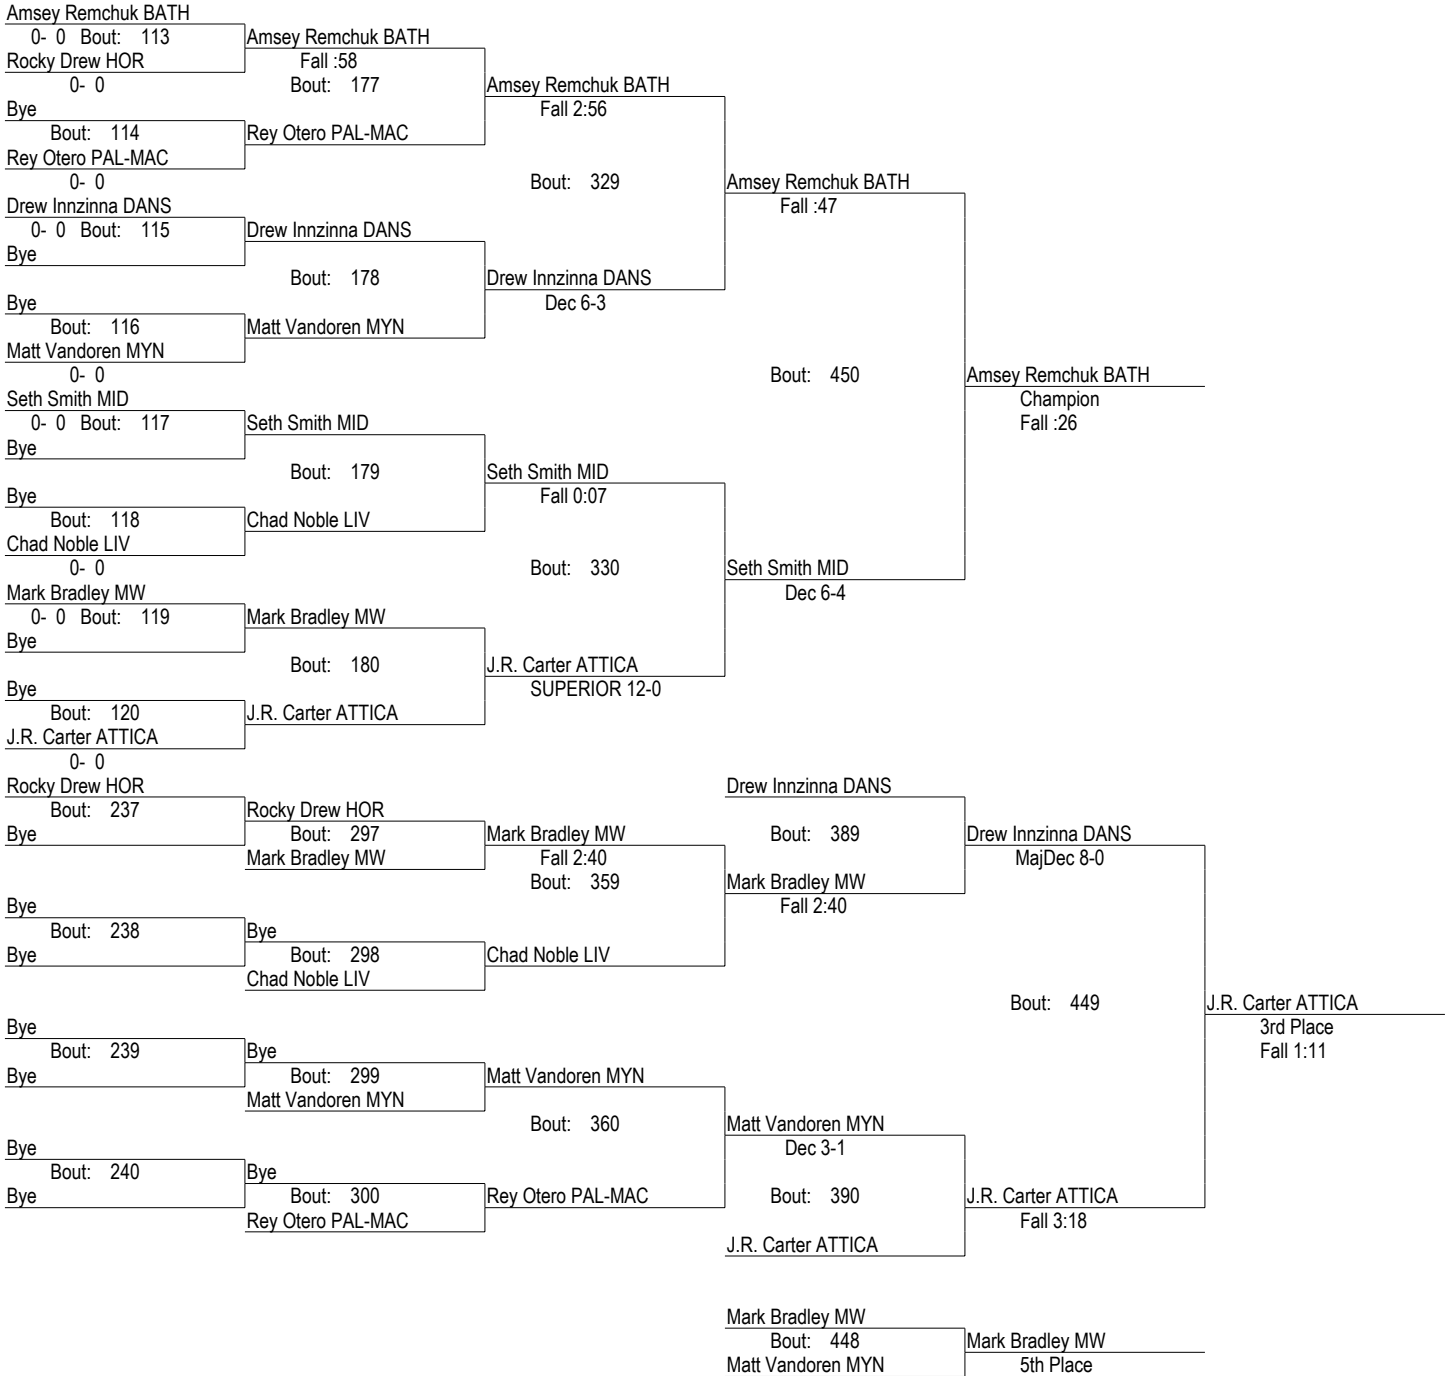 Amsey Remchuk BATH
0- 0 Bout: 113 Amsey Remchuk BATH
Rocky Drew HOR Fall :58
0- 0 Bout: 177 Amsey Remchuk BATH
Bye Fall 2:56
Bout: 114 Rey Otero PAL-MAC
Rey Otero PAL-MAC
0- 0 Bout: 329 Amsey Remchuk BATH
Drew Innzinna DANS Fall :47
0- 0 Bout: 115 Drew Innzinna DANS
Bye
Bout: 178 Drew Innzinna DANS
Bye Dec 6-3
Bout: 116 Matt Vandoren MYN
Matt Vandoren MYN
0- 0 Bout: 450 Amsey Remchuk BATH
Seth Smith MID Champion
0- 0 Bout: 117 Seth Smith MID Fall :26
Bye
Bout: 179 Seth Smith MID
Bye Fall 0:07
Bout: 118 Chad Noble LIV
Chad Noble LIV
0- 0 Bout: 330 Seth Smith MID
Mark Bradley MW Dec 6-4
0- 0 Bout: 119 Mark Bradley MW
Bye
Bout: 180 J.R. Carter ATTICA
Bye SUPERIOR 12-0
Bout: 120 J.R. Carter ATTICA
J.R. Carter ATTICA
0- 0
Rocky Drew HOR Drew Innzinna DANS
Bout: 237 Rocky Drew HOR
Bye Bout: 297 Mark Bradley MW Bout: 389 Drew Innzinna DANS
Mark Bradley MW Fall 2:40 MajDec 8-0
Bout: 359 Mark Bradley MW
Bye Fall 2:40
Bout: 238 Bye
Bye Bout: 298 Chad Noble LIV
Chad Noble LIV
Bout: 449 J.R. Carter ATTICA
Bye 3rd Place
Bout: 239 Bye Fall 1:11
Bye Bout: 299 Matt Vandoren MYN
Matt Vandoren MYN
Bout: 360 Matt Vandoren MYN
Bye Dec 3-1
Bout: 240 Bye
Bye Bout: 300 Rey Otero PAL-MAC Bout: 390 J.R. Carter ATTICA
Rey Otero PAL-MAC Fall 3:18
J.R. Carter ATTICA
Mark Bradley MW
Bout: 448 Mark Bradley MW
Matt Vandoren MYN 5th Place